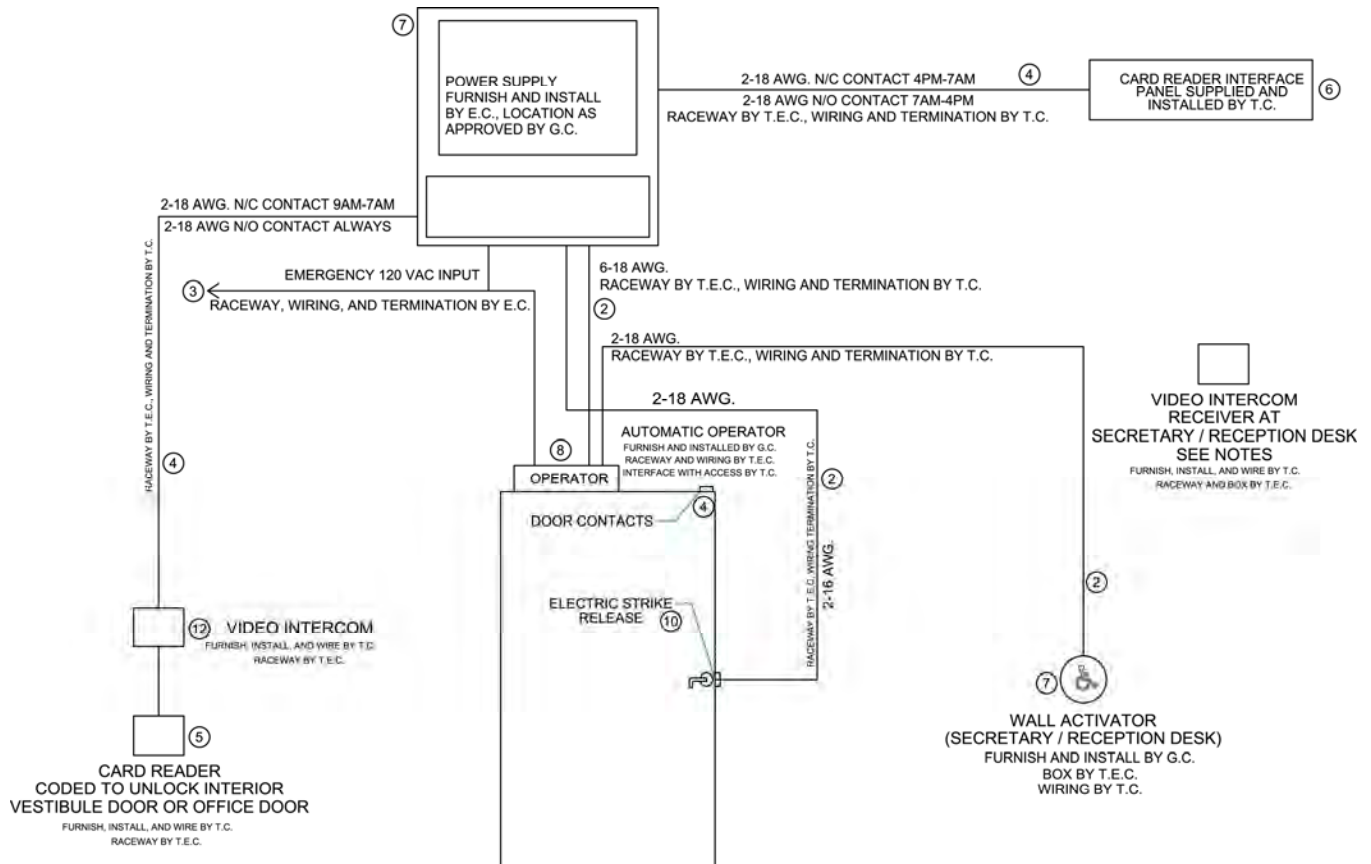 7
POWER SUPPLY
FURNISH AND INSTALL
BY E.C., LOCATION AS
APPROVED BY G.C.
2-18 AWG. N/C CONTACT 4PM-7AM
4
2-18 AWG N/O CONTACT 7AM-4PM
RACEWAY BY T.E.C., WIRING AND TERMINATION BY T.C.
CARD READER INTERFACE
PANEL SUPPLIED AND
INSTALLED BY T.C.
6
2-18 AWG. N/C CONTACT 9AM-7AM
2-18 AWG N/O CONTACT ALWAYS
RACEWAY BY T.E.C., WIRING AND TERMINATION BY T.C.
4
EMERGENCY 120 VAC INPUT
3
RACEWAY, WIRING, AND TERMINATION BY E.C.
6-18 AWG.
RACEWAY BY T.E.C., WIRING AND TERMINATION BY T.C.
2
2-18 AWG.
RACEWAY BY T.E.C., WIRING AND TERMINATION BY T.C.
2-18 AWG.
AUTOMATIC OPERATOR
FURNISH AND INSTALLED BY G.C.
RACEWAY AND WIRING BY T.E.C.
INTERFACE WITH ACCESS BY T.C.
8
OPERATOR
DOOR CONTACTS
4
RACEWAY BY T.E.C, WIRING TERMINATION BY T.C.
2
2-16 AWG.
ELECTRIC STRIKE
RELEASE
10
VIDEO INTERCOM
RECEIVER AT
SECRETARY / RECEPTION DESK
SEE NOTES
FURNISH, INSTALL, AND WIRE BY T.C.
RACEWAY AND BOX BY T.E.C.
2
12
VIDEO INTERCOM
FURNISH, INSTALL, AND WIRE BY T.C.
RACEWAY BY T.E.C.
5
CARD READER
CODED TO UNLOCK INTERIOR
VESTIBULE DOOR OR OFFICE DOOR
FURNISH, INSTALL, AND WIRE BY T.C.
RACEWAY BY T.E.C.
7
WALL ACTIVATOR
(SECRETARY / RECEPTION DESK)
FURNISH AND INSTALL BY G.C.
BOX BY T.E.C.
WIRING BY T.C.